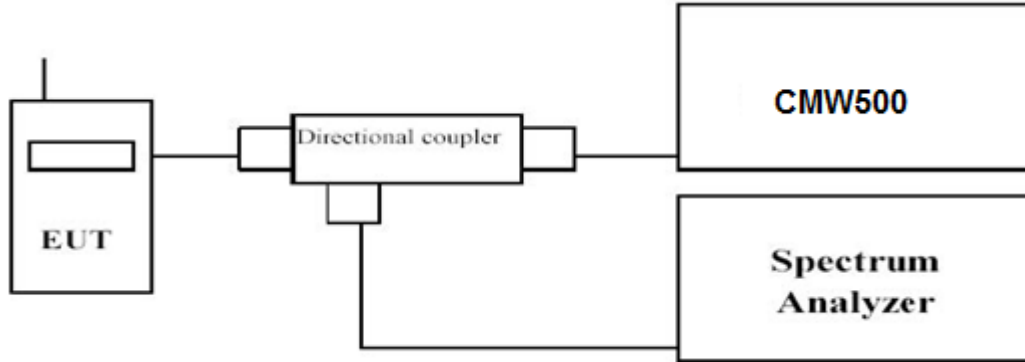 CMW500
Directional coupler
EUT
Spectrum
Analyzer